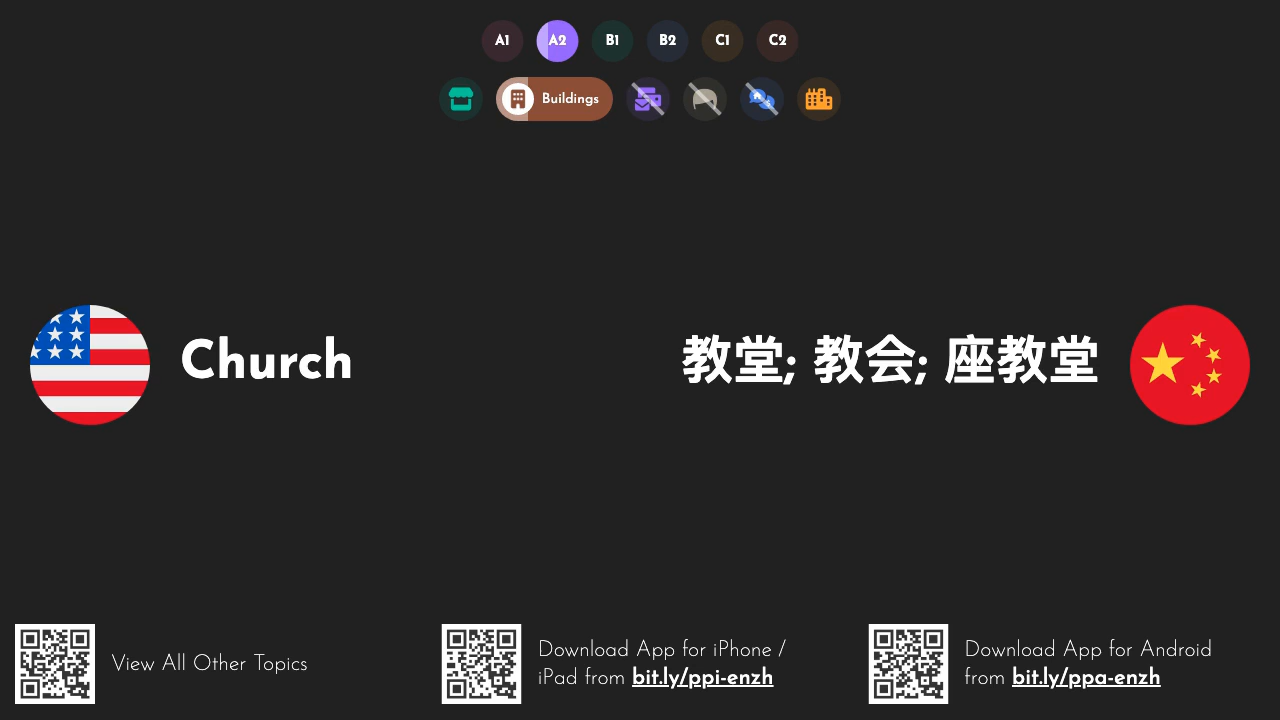 A1 A2 B1 B2 C1 C2
Buildings
Church
教堂; 教会; 座教堂
View All Other Topics
Download App for iPhone /
iPad from bit.ly/ppi-enzh
Download App for Android
from bit.ly/ppa-enzh